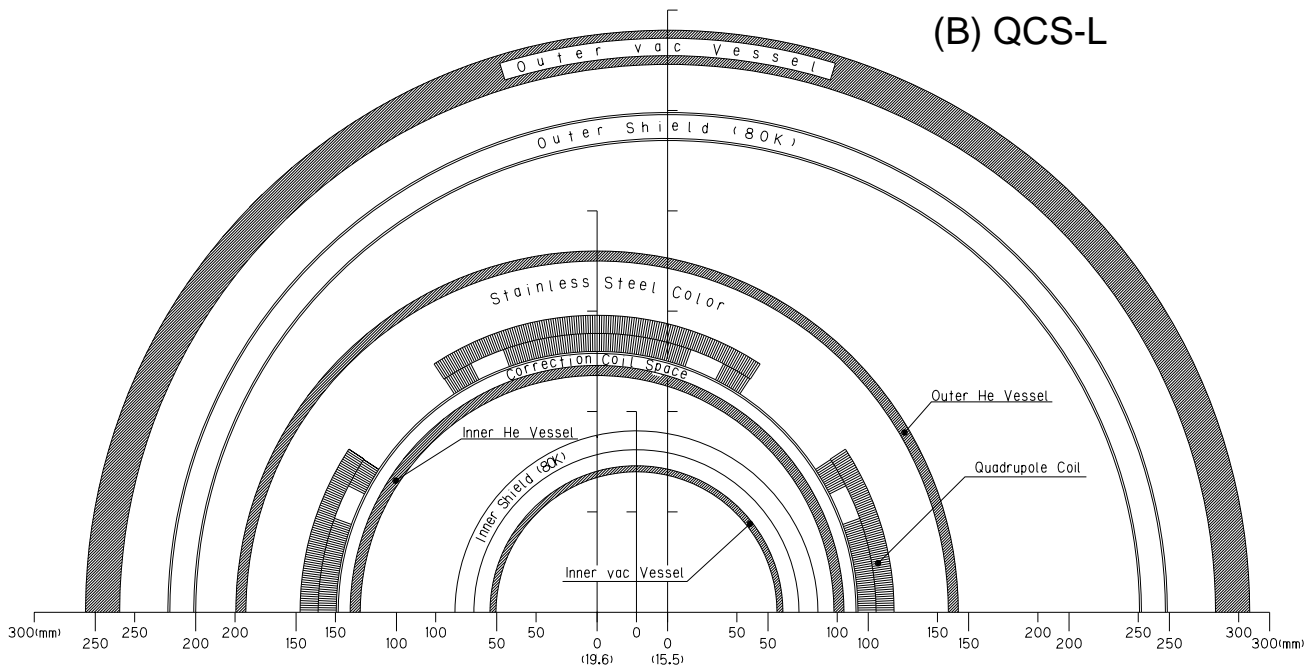 (B) QCS-L
Outer vac Vessel
Outer Shield (80K)
Stainless Steel Color
Correction Coil Space
Outer He Vessel
Inner He Vessel
Inner Shield (80K)
Quadrupole Coil
Inner vac Vessel
300(mm) 250 200 200 150 150 100 100 50 50 0 0 0 50 50 100 100 150 150 200 200 250 250 300 300(mm)
(19.6) (15.5)